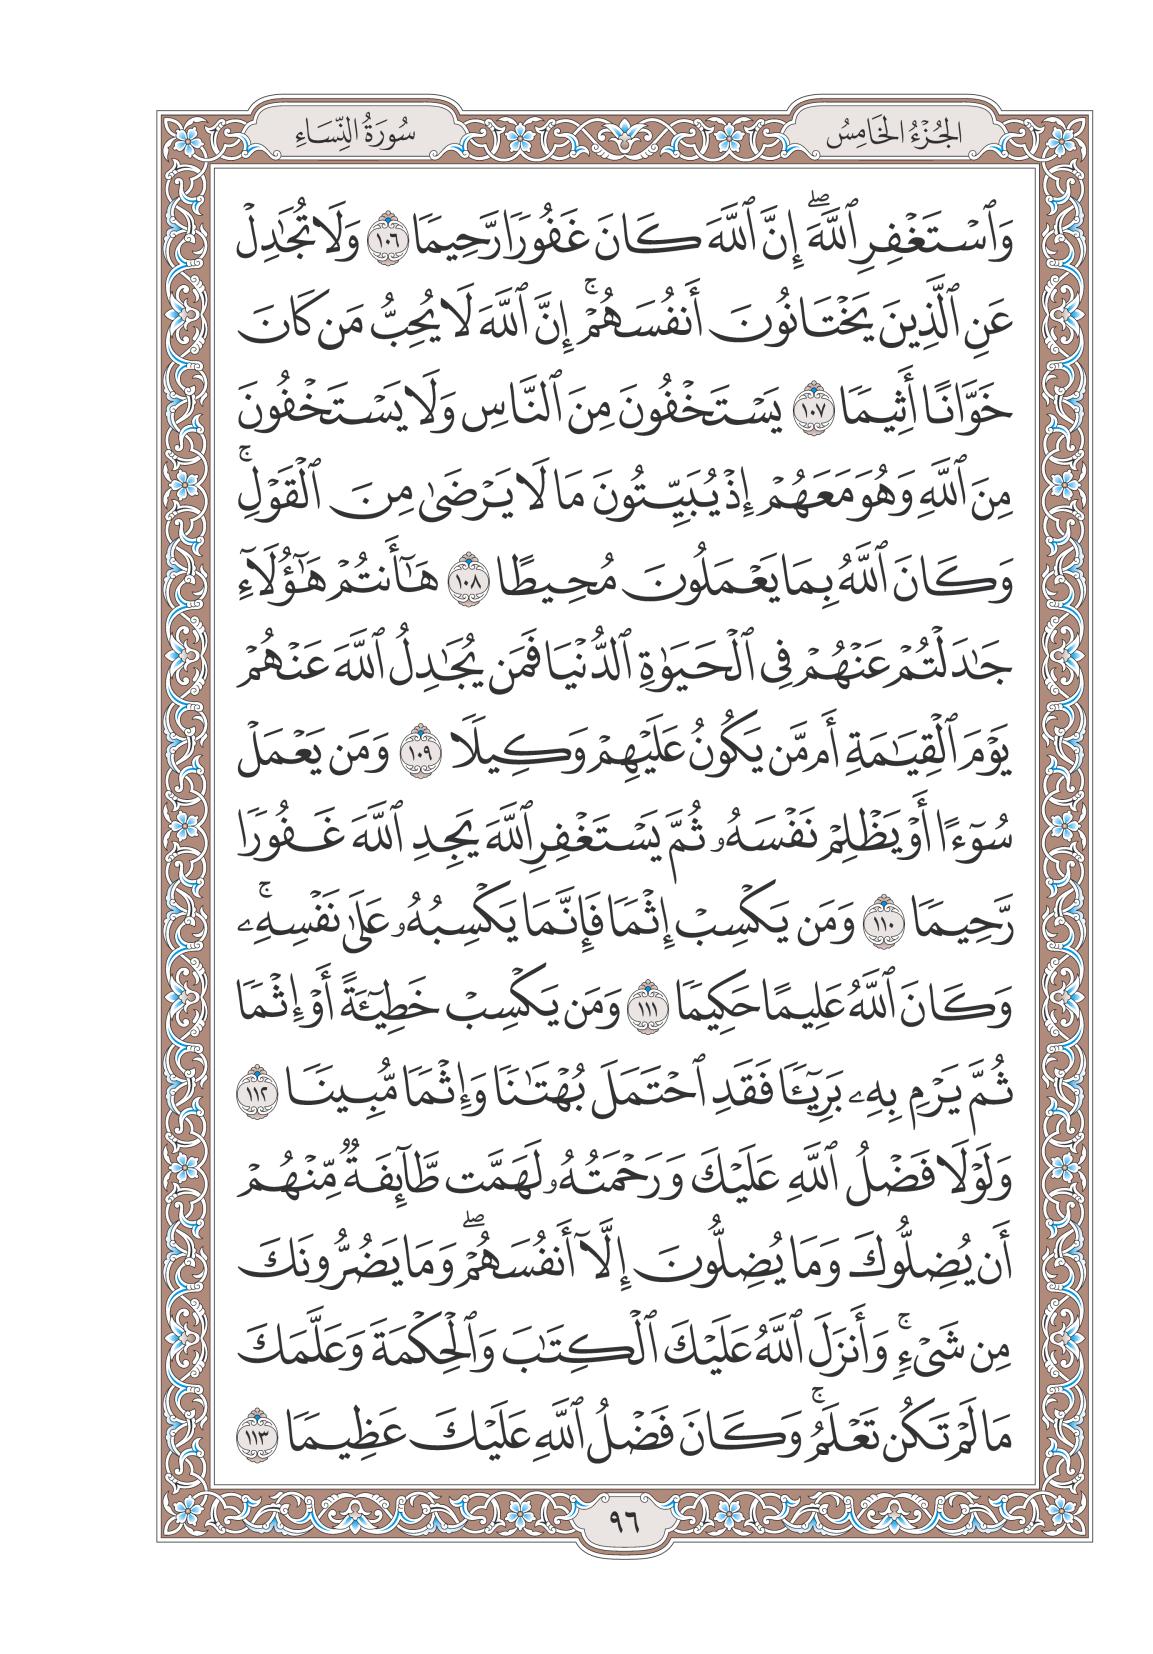 الجُزْءُ الخَامِسُ
سُورَةُ النِّسَاءِ
وَٱسۡتَغۡفِرِ ٱللَّهَۖ إِنَّ ٱللَّهَ كَانَ غَفُورٗا رَّحِيمٗا ١٠٦ وَلَا تُجَٰدِلۡ
عَنِ ٱلَّذِينَ يَخۡتَانُونَ أَنفُسَهُمۡۚ إِنَّ ٱللَّهَ لَا يُحِبُّ مَن كَانَ
خَوَّانًا أَثِيمٗا ١٠٧ يَسۡتَخۡفُونَ مِنَ ٱلنَّاسِ وَلَا يَسۡتَخۡفُونَ
مِنَ ٱللَّهِ وَهُوَ مَعَهُمۡ إِذۡ يُبَيِّتُونَ مَا لَا يَرۡضَىٰ مِنَ ٱلۡقَوۡلِۚ
وَكَانَ ٱللَّهُ بِمَا يَعۡمَلُونَ مُحِيطًا ١٠٨ هَٰٓأَنتُمۡ هَٰٓؤُلَآءِ
جَٰدَلۡتُمۡ عَنۡهُمۡ فِي ٱلۡحَيَوٰةِ ٱلدُّنۡيَا فَمَن يُجَٰدِلُ ٱللَّهَ عَنۡهُمۡ
يَوۡمَ ٱلۡقِيَٰمَةِ أَم مَّن يَكُونُ عَلَيۡهِمۡ وَكِيلٗا ١٠٩ وَمَن يَعۡمَلۡ
سُوٓءًا أَوۡ يَظۡلِمۡ نَفۡسَهُۥ ثُمَّ يَسۡتَغۡفِرِ ٱللَّهَ يَجِدِ ٱللَّهَ غَفُورٗا
رَّحِيمٗا ١١٠ وَمَن يَكۡسِبۡ إِثۡمٗا فَإِنَّمَا يَكۡسِبُهُۥ عَلَىٰ نَفۡسِهِۦۚ
وَكَانَ ٱللَّهُ عَلِيمًا حَكِيمٗا ١١١ وَمَن يَكۡسِبۡ خَطِيٓـَٔةً أَوۡ إِثۡمٗا
ثُمَّ يَرۡمِ بِهِۦ بَرِيٓـٔٗا فَقَدِ ٱحۡتَمَلَ بُهۡتَٰنٗا وَإِثۡمٗا مُّبِينٗا ١١٢
وَلَوۡلَا فَضۡلُ ٱللَّهِ عَلَيۡكَ وَرَحۡمَتُهُۥ لَهَمَّت طَّآئِفَةٞ مِّنۡهُمۡ
أَن يُضِلُّوكَ وَمَا يُضِلُّونَ إِلَّآ أَنفُسَهُمۡۖ وَمَا يَضُرُّونَكَ
مِن شَيۡءٖۚ وَأَنزَلَ ٱللَّهُ عَلَيۡكَ ٱلۡكِتَٰبَ وَٱلۡحِكۡمَةَ وَعَلَّمَكَ
مَا لَمۡ تَكُن تَعۡلَمُۚ وَكَانَ فَضۡلُ ٱللَّهِ عَلَيۡكَ عَظِيمٗا ١١٣
٩٦